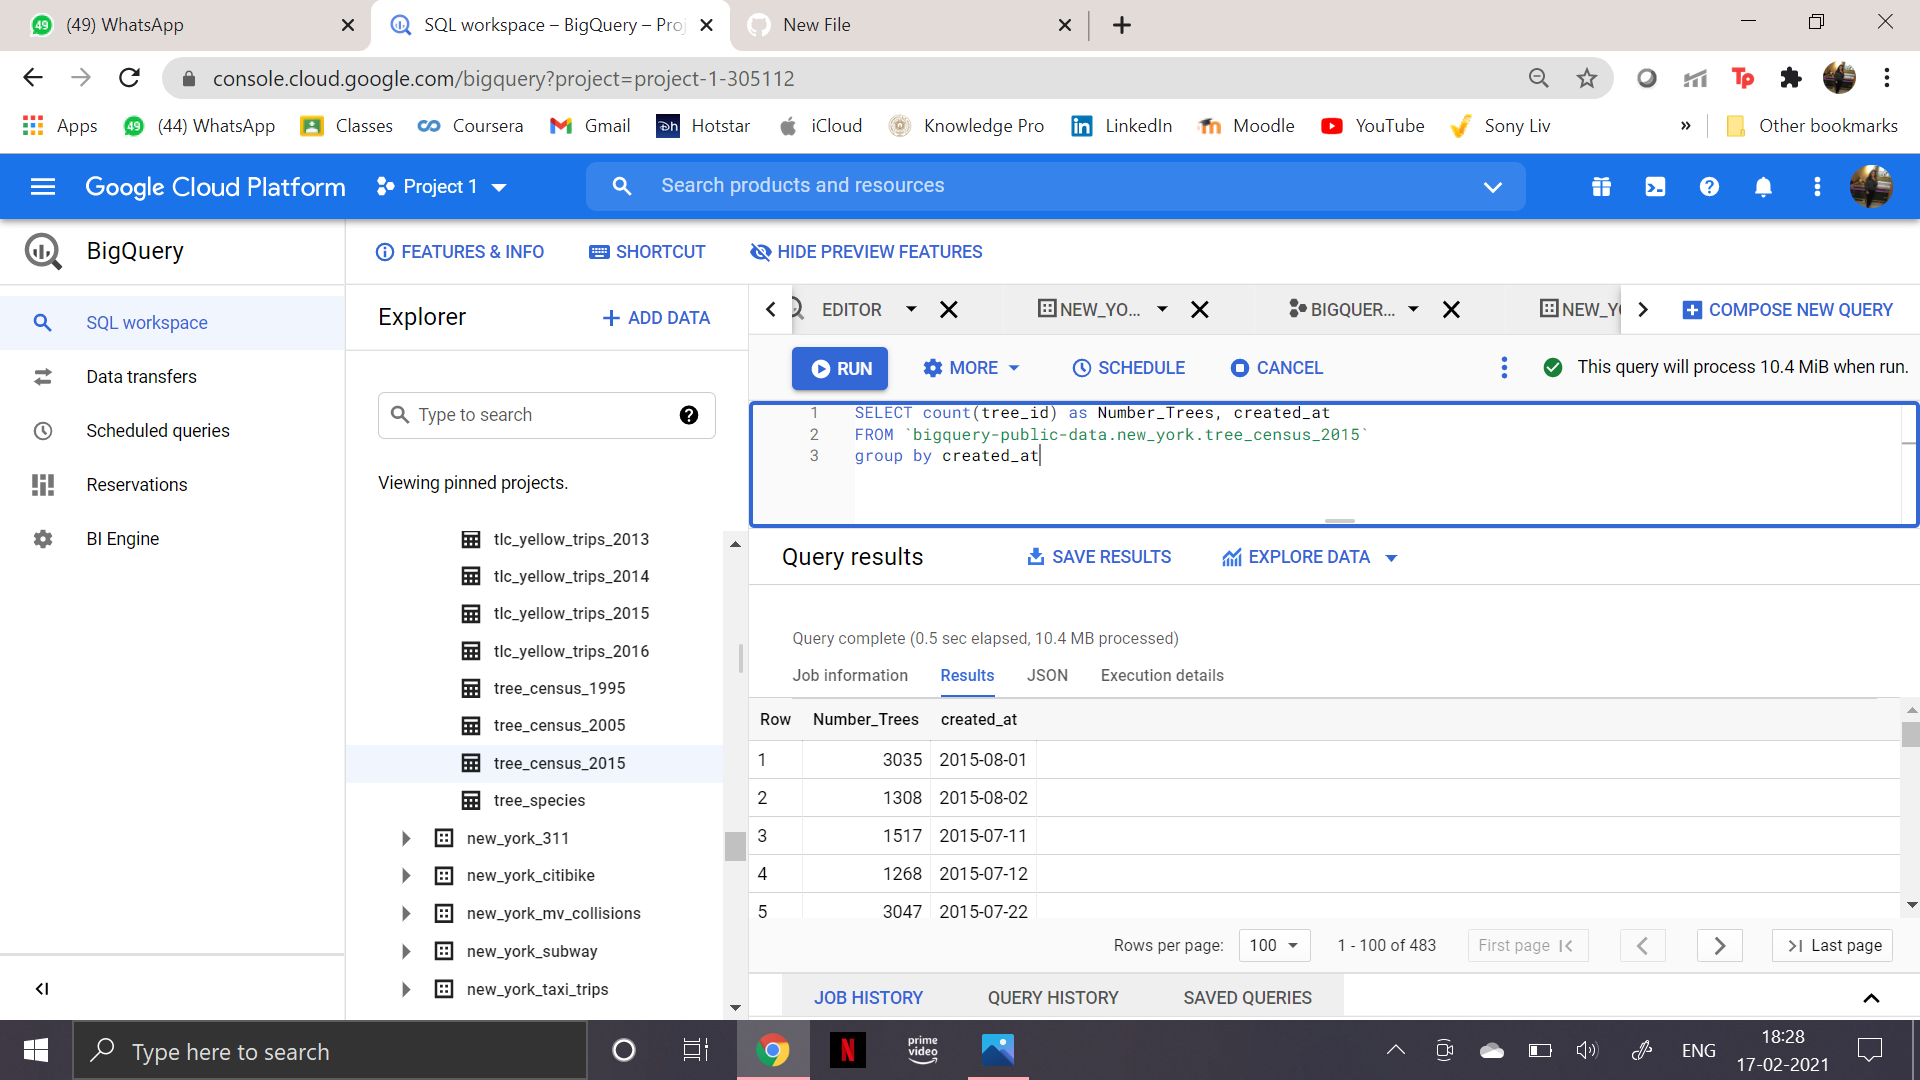 49 (49) WhatsApp
SQL workspace – BigQuery – Proj
New File
console.cloud.google.com/bigquery?project=project-1-305112
Tp
Apps
49 (44) WhatsApp
Classes
Coursera
Gmail
Hotstar
iCloud
Knowledge Pro
LinkedIn
Moodle
YouTube
Sony Liv
»
Other bookmarks
Google Cloud Platform
Project 1
Search products and resources
BigQuery
FEATURES & INFO
SHORTCUT
HIDE PREVIEW FEATURES
SQL workspace
Data transfers
Scheduled queries
Reservations
BI Engine
Explorer
+ ADD DATA
Type to search
Viewing pinned projects.
tlc_yellow_trips_2013
tlc_yellow_trips_2014
tlc_yellow_trips_2015
tlc_yellow_trips_2016
tree_census_1995
tree_census_2005
tree_census_2015
tree_species
new_york_311
new_york_citibike
new_york_mv_collisions
new_york_subway
new_york_taxi_trips
EDITOR
NEW_YO...
BIGQUER...
NEW_YO
COMPOSE NEW QUERY
RUN
MORE
SCHEDULE
CANCEL
This query will process 10.4 MiB when run.
1 SELECT count(tree_id) as Number_Trees, created_at
2 FROM `bigquery-public-data.new_york.tree_census_2015`
3 group by created_at
Query results
SAVE RESULTS
EXPLORE DATA
Query complete (0.5 sec elapsed, 10.4 MB processed)
Job information Results JSON Execution details
Row Number_Trees created_at
1 3035 2015-08-01
2 1308 2015-08-02
3 1517 2015-07-11
4 1268 2015-07-12
5 3047 2015-07-22
Rows per page: 100 1 - 100 of 483 First page Last page
JOB HISTORY QUERY HISTORY SAVED QUERIES
Type here to search
N
prime video
ENG
18:28
17-02-2021